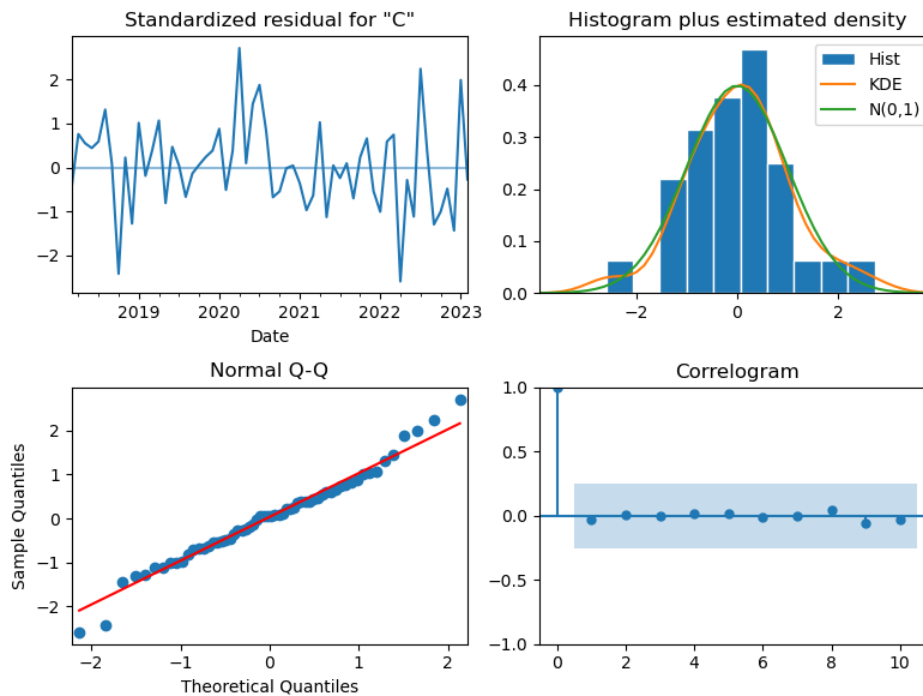 Standardized residual for "C"
2
1
0
−1
−2
2019 2020 2021 2022 2023
Date
Histogram plus estimated density
Hist
KDE
N(0,1)
0.4
0.3
0.2
0.1
0.0
−2 0 2
Normal Q-Q
Sample Quantiles
2
1
0
−1
−2
−2 −1 0 1 2
Theoretical Quantiles
Correlogram
1.0
0.5
0.0
−0.5
−1.0
0 2 4 6 8 10